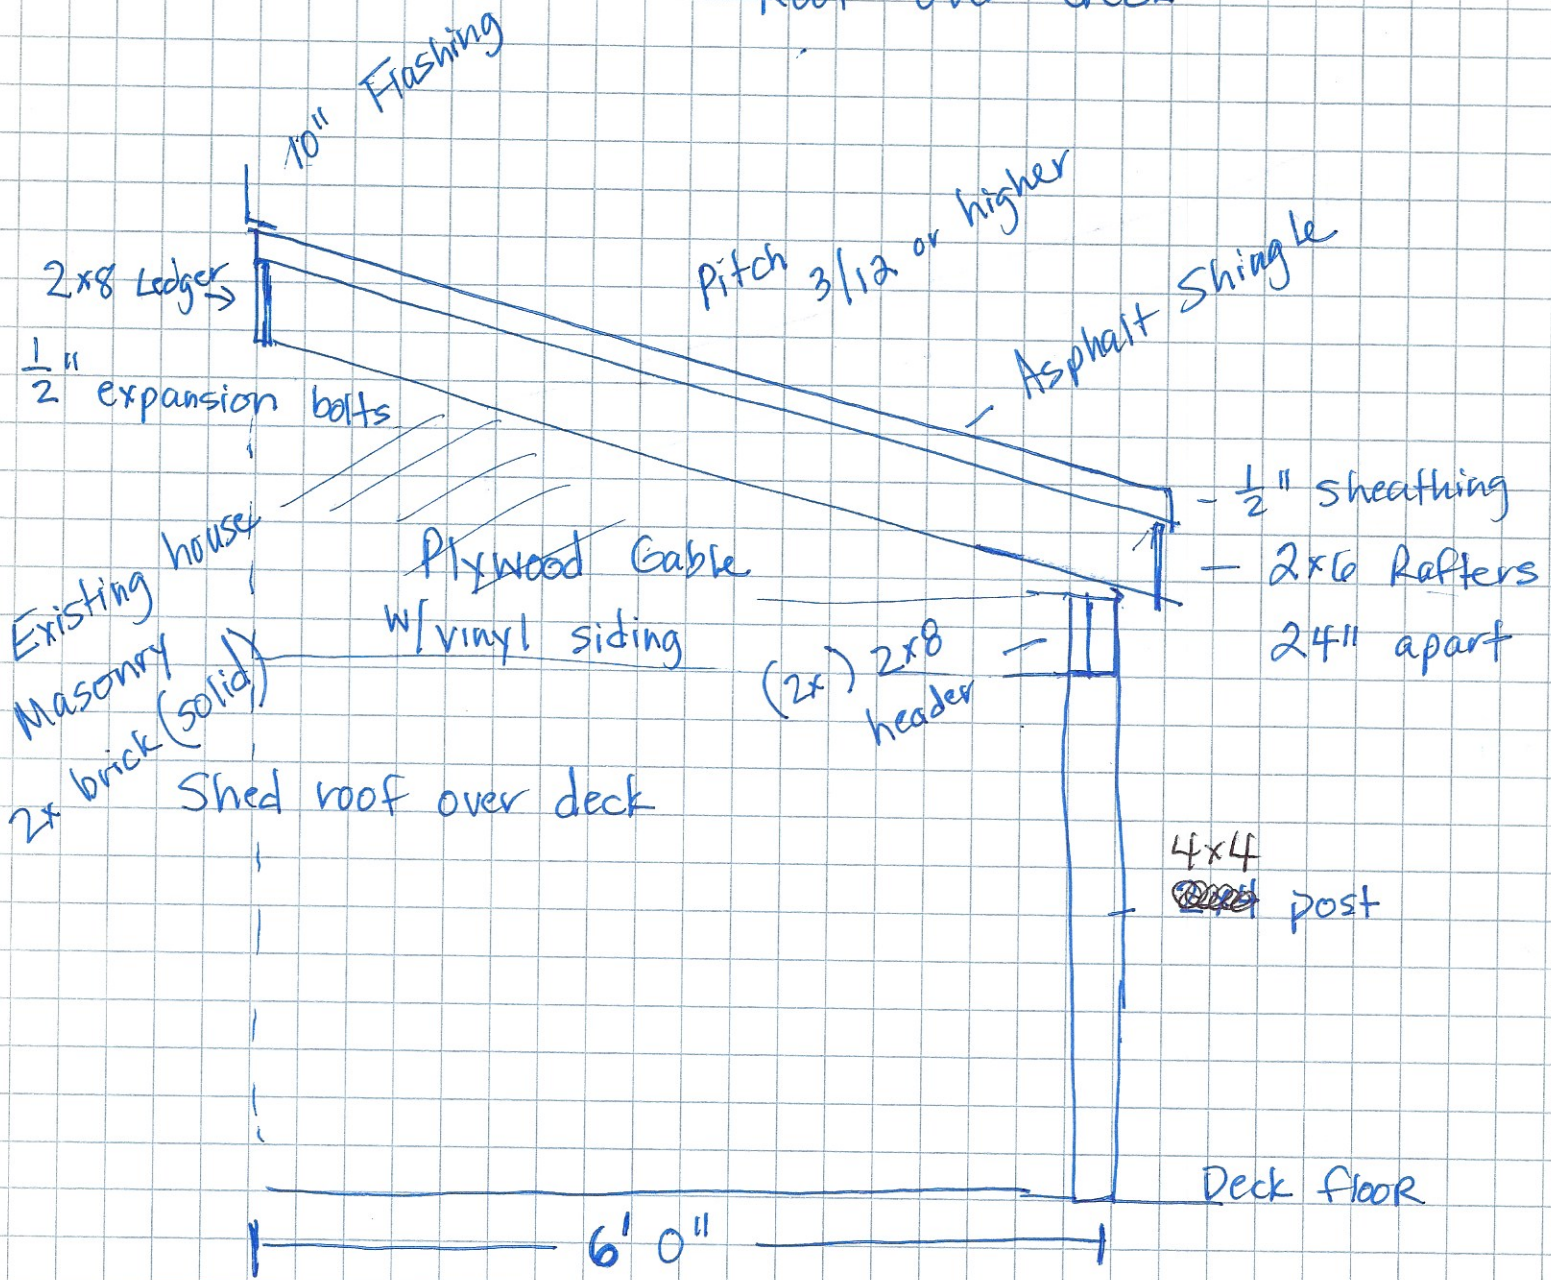 10" Flashing
Pitch 3/12 or higher
Asphalt Shingle
2x8 Ledger
1/2" expansion bolts
- 1/2" sheathing
- 2x6 Rafters
24" apart
Existing house
Masonry
2x brick (solid)
Plywood Gable
w/vinyl siding
(2x) 2x8
header
Shed roof over deck
4x4
post
Deck floor
6' 0"